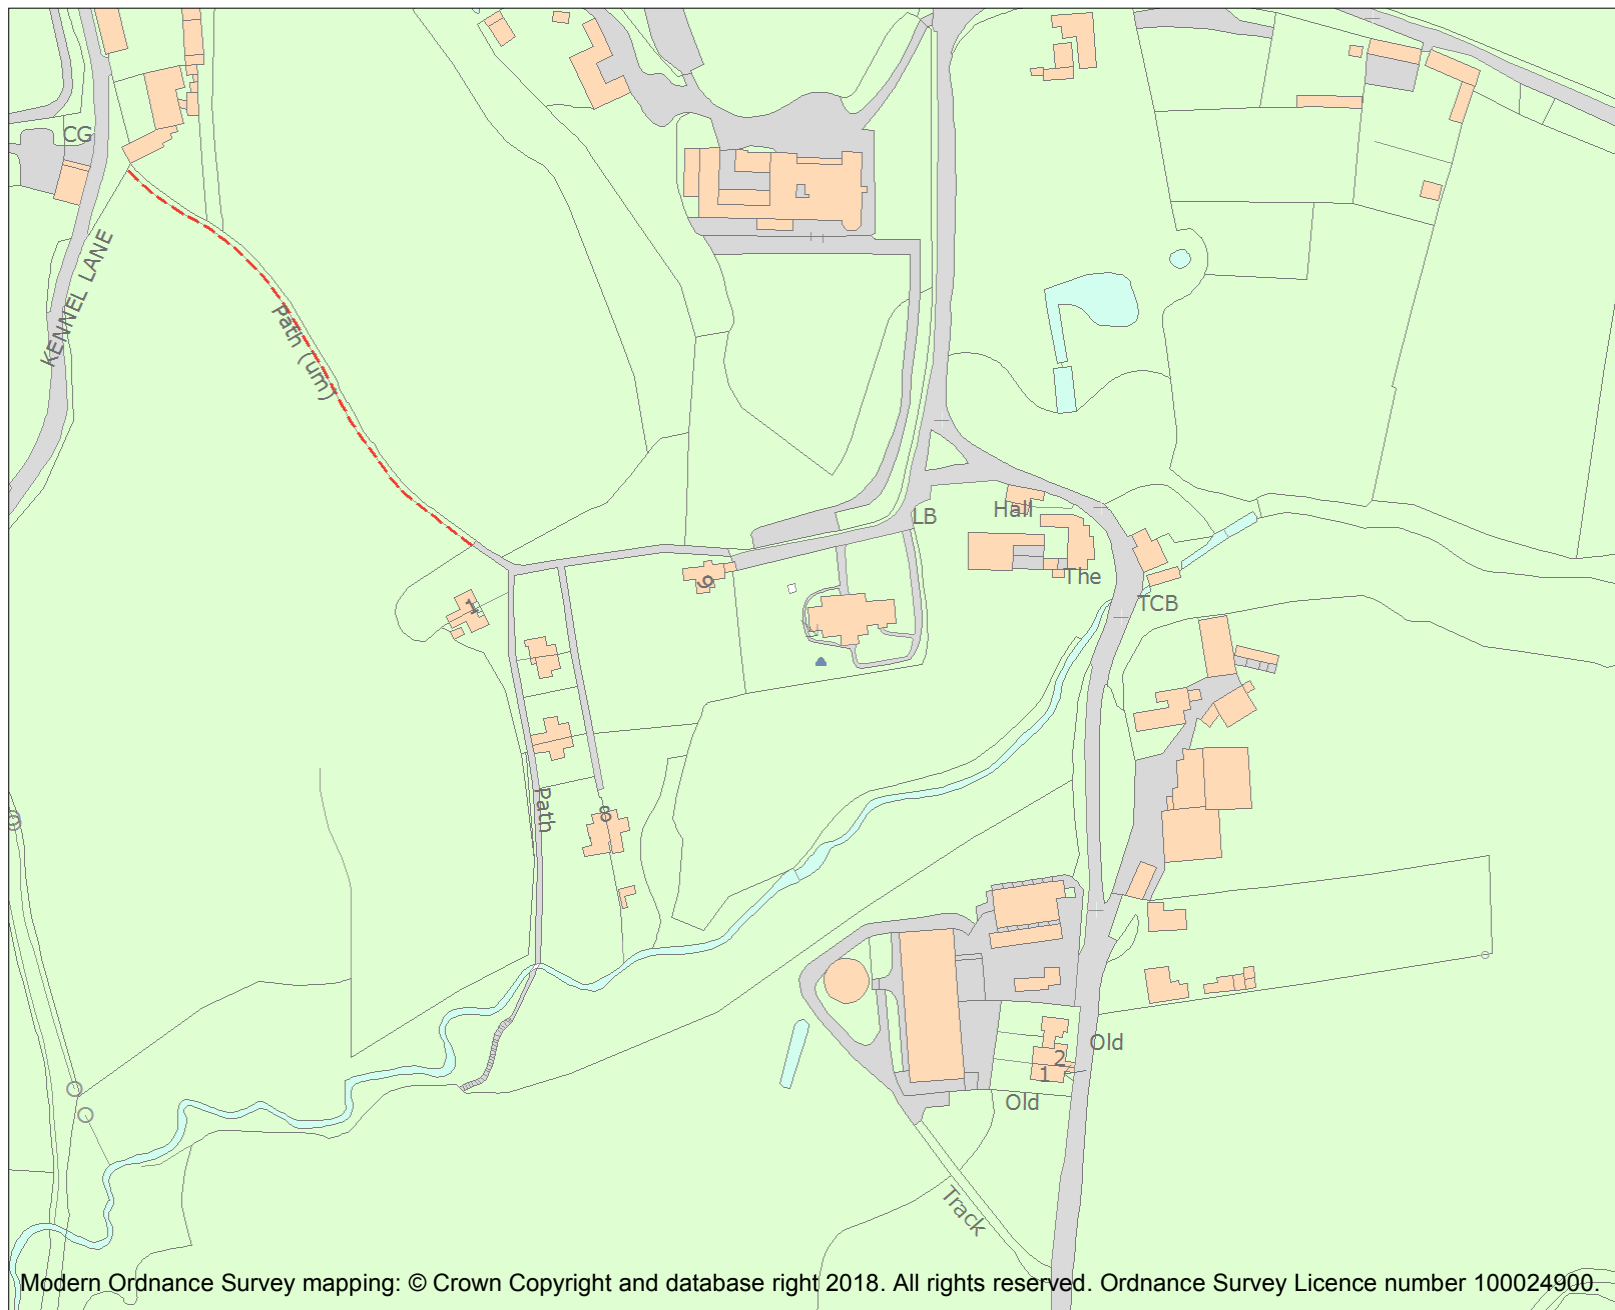 CG
KENNEL LANE
Path (um)
LB
Hall
The
TCB
9
1
Path
8
Old
2
1
Old
Track
Modern Ordnance Survey mapping: © Crown Copyright and database right 2018. All rights reserved. Ordnance Survey Licence number 100024900.